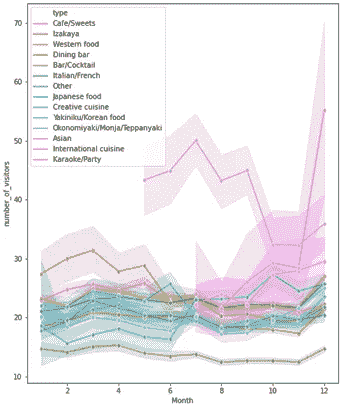 type
Cafe/Sweets
Izakaya
Western food
Dining bar
Bar/Cocktail
Italian/French
Other
Japanese food
Creative cuisine
Yakiniku/Korean food
Okonomiyaki/Monja/Teppanyaki
Asian
International cuisine
Karaoke/Party
70
60
50
40
30
20
10
number_of_visitors
2 4 6 8 10 12
Month